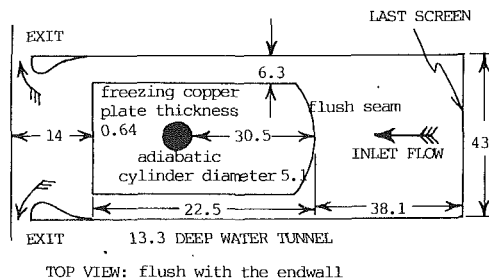 LAST SCREEN
EXIT
6.3
freezing copper
plate thickness
0.64
flush seam
14
30.5
43
adiabatic
cylinder diameter 5.1
INLET FLOW
22.5
38.1
EXIT
13.3 DEEP WATER TUNNEL
TOP VIEW: flush with the endwall